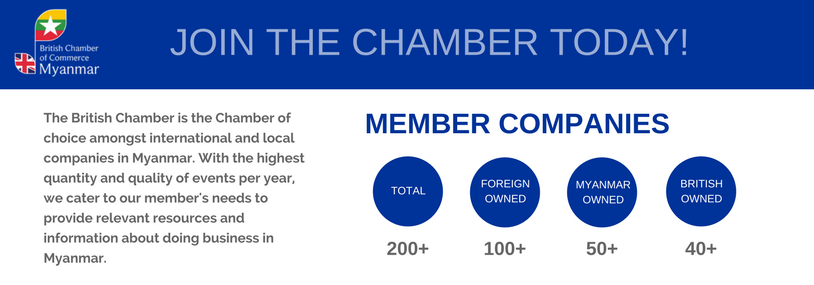 British Chamber
of Commerce
Myanmar
JOIN THE CHAMBER TODAY!
The British Chamber is the Chamber of
choice amongst international and local
companies in Myanmar. With the highest
quantity and quality of events per year,
we cater to our member's needs to
provide relevant resources and
information about doing business in
Myanmar.
MEMBER COMPANIES
TOTAL
200+
FOREIGN
OWNED
100+
MYANMAR
OWNED
50+
BRITISH
OWNED
40+